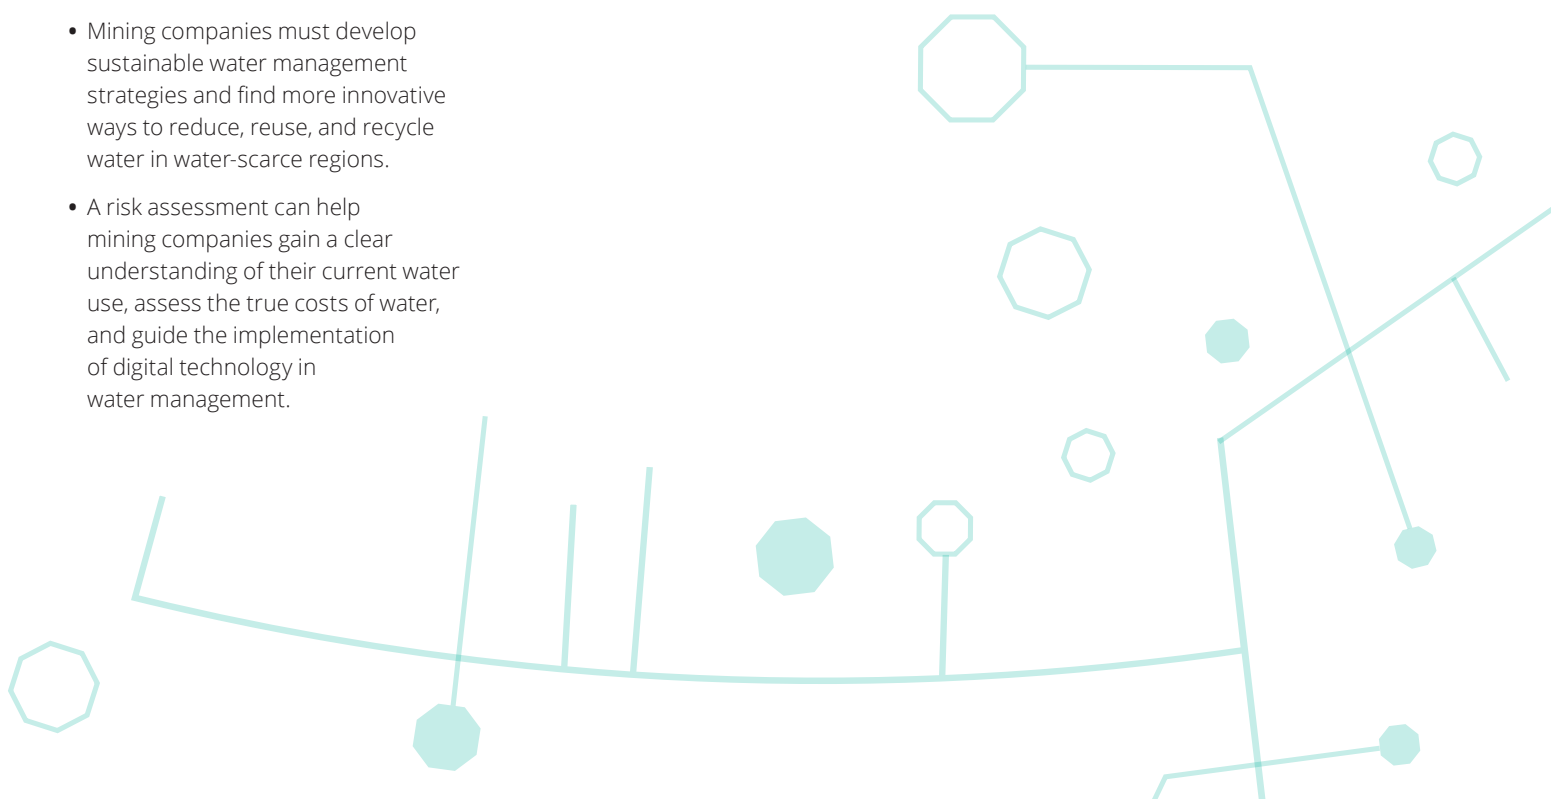 • Mining companies must develop
sustainable water management
strategies and find more innovative
ways to reduce, reuse, and recycle
water in water-scarce regions.
• A risk assessment can help
mining companies gain a clear
understanding of their current water
use, assess the true costs of water,
and guide the implementation
of digital technology in
water management.